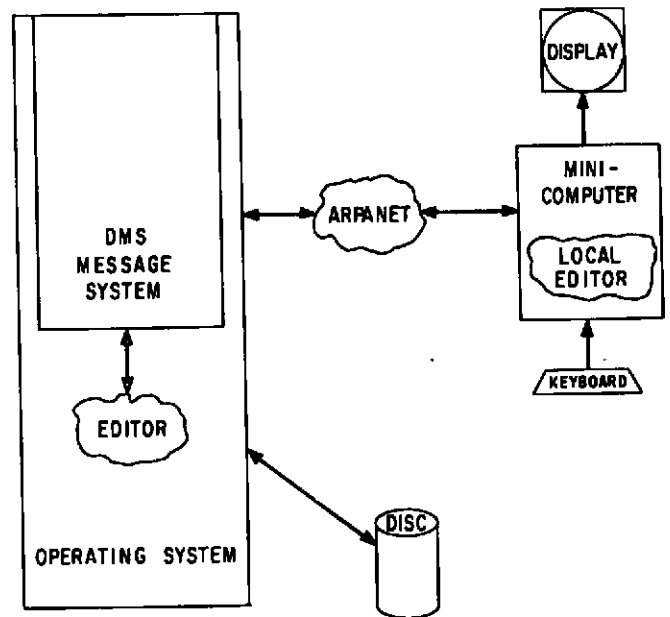 DMS
MESSAGE
SYSTEM
EDITOR
OPERATING SYSTEM
ARPANET
DISC
DISPLAY
MINI-
COMPUTER
LOCAL
EDITOR
KEYBOARD